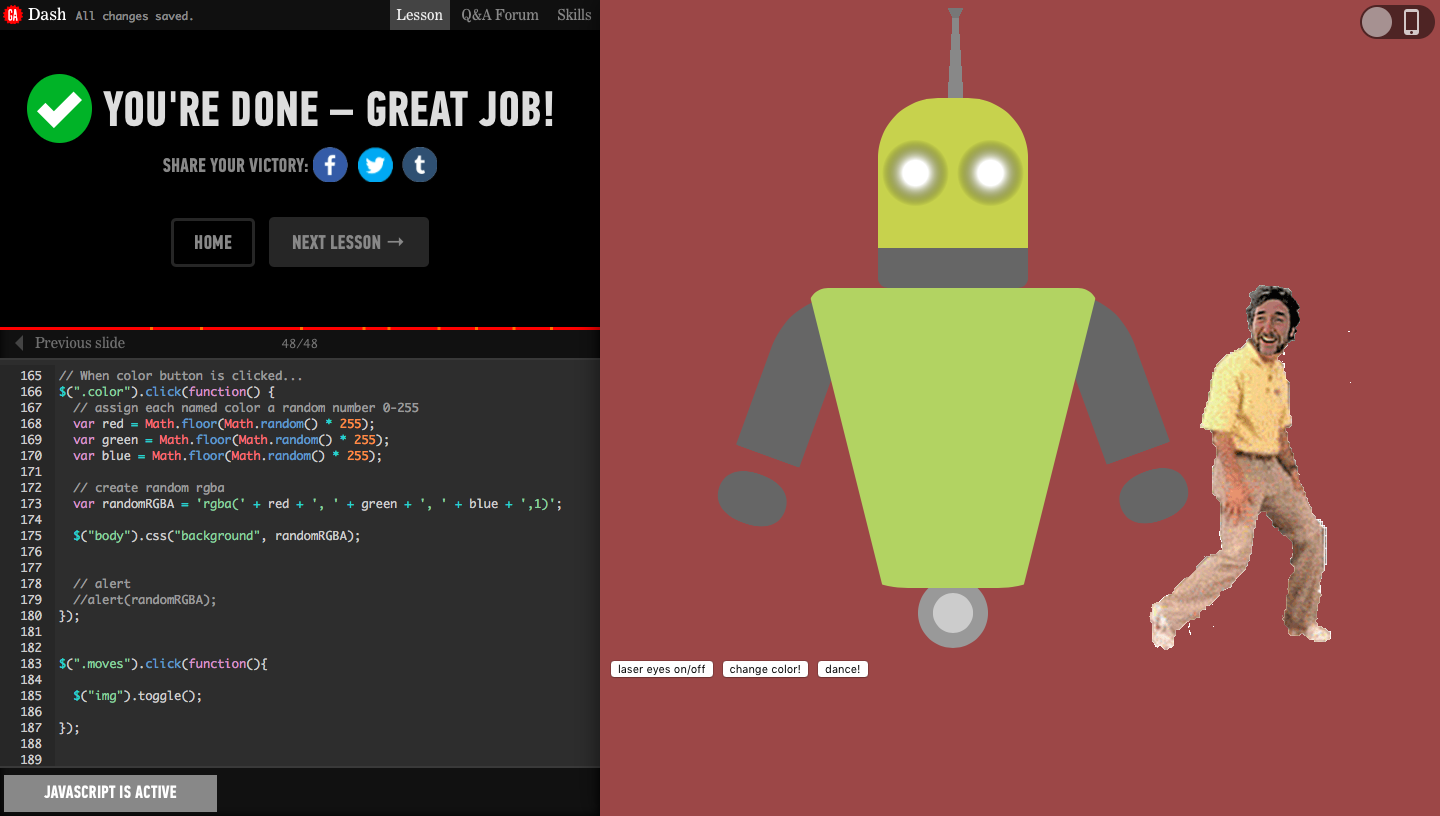 GA Dash All changes saved. Lesson Q&A Forum Skills
YOU'RE DONE – GREAT JOB!
SHARE YOUR VICTORY: f t
HOME NEXT LESSON →
Previous slide 48/48
165 // When color button is clicked...
166 $(".color").click(function() {
167   // assign each named color a random number 0-255
168   var red = Math.floor(Math.random() * 255);
169   var green = Math.floor(Math.random() * 255);
170   var blue = Math.floor(Math.random() * 255);
171
172   // create random rgba
173   var randomRGBA = 'rgba(' + red + ', ' + green + ', ' + blue + ',1)';
174
175   $("body").css("background", randomRGBA);
176
177
178   // alert
179   //alert(randomRGBA);
180 });
181
182
183 $(".moves").click(function(){
184
185   $("img").toggle();
186
187 });
188
189
JAVASCRIPT IS ACTIVE
laser eyes on/off change color! dance!